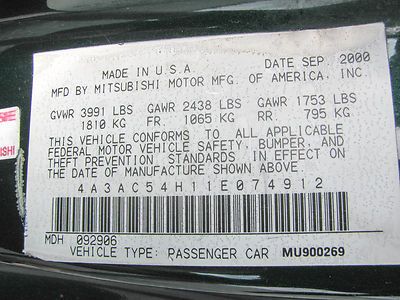 MADE IN U.S.A. DATE SEP. 2000
MFD BY MITSUBISHI MOTOR MFG. OF AMERICA, INC.
GVWR 3991 LBS GAWR 2438 LBS GAWR 1753 LBS
1810 KG FR. 1065 KG RR. 795 KG
THIS VEHICLE CONFORMS TO ALL APPLICABLE
FEDERAL MOTOR VEHICLE SAFETY, BUMPER, AND
THEFT PREVENTION STANDARDS IN EFFECT ON
THE DATE OF MANUFACTURE SHOWN ABOVE.
4A3AC54H11E074912
MDH 092906
VEHICLE TYPE: PASSENGER CAR MU900269